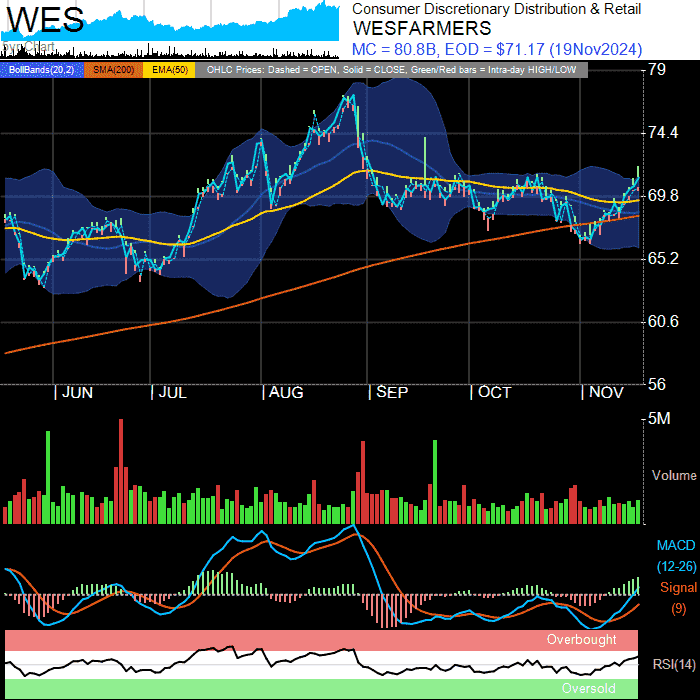 WES
Consumer Discretionary Distribution & Retail
WESFARMERS
MC = 80.8B, EOD = $71.17 (19Nov2024)
BollBands(20,2) SMA(200) EMA(50) OHLC Prices: Dashed = OPEN, Solid = CLOSE, Green/Red bars = Intra-day HIGH/LOW
79
74.4
69.8
65.2
60.6
56
JUN JUL AUG SEP OCT NOV
5M
Volume
MACD
(12-26)
Signal
(9)
Overbought
RSI(14)
Oversold